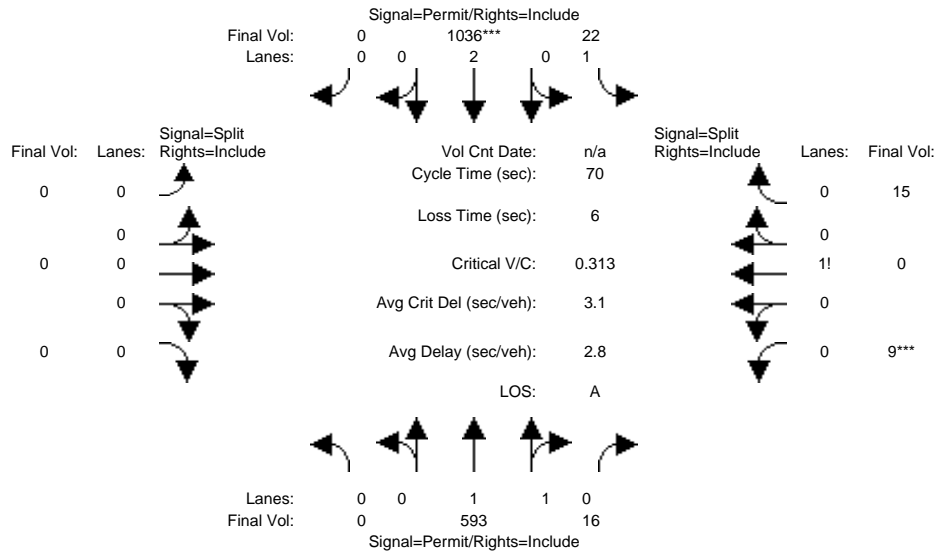 Signal=Permit/Rights=Include
Final Vol: 0 1036*** 22
Lanes: 0 0 2 0 1
Signal=Split
Rights=Include
Final Vol: Lanes:
0 0
0
0 0
0
0 0
Vol Cnt Date: n/a
Cycle Time (sec): 70
Loss Time (sec): 6
Critical V/C: 0.313
Avg Crit Del (sec/veh): 3.1
Avg Delay (sec/veh): 2.8
LOS: A
Signal=Split
Rights=Include
Lanes: Final Vol:
0 15
0
1! 0
0
0 9***
Lanes: 0 0 1 1 0
Final Vol: 0 593 16
Signal=Permit/Rights=Include